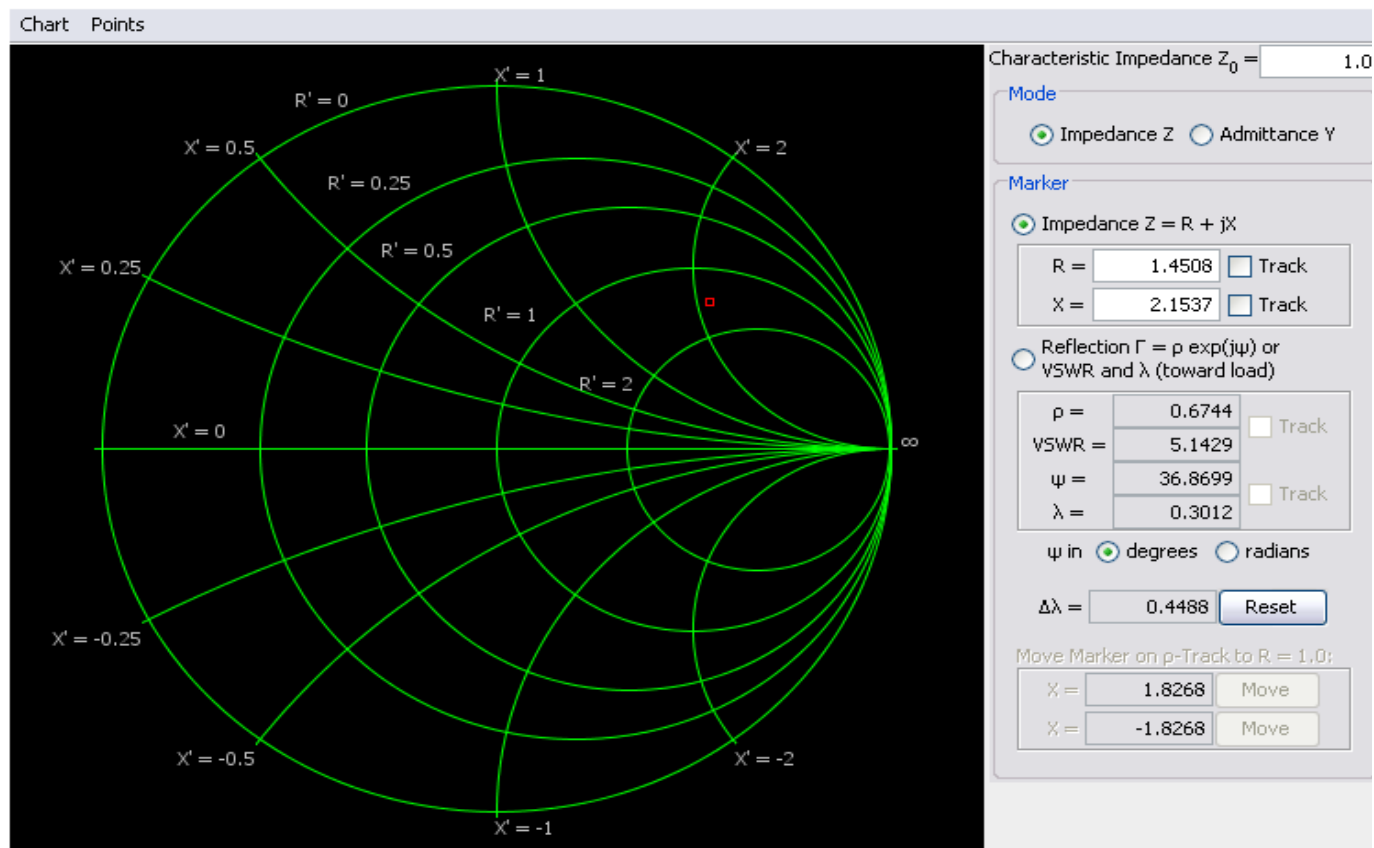 Chart Points
X' = 1
R' = 0
X' = 0.5
X' = 2
R' = 0.25
R' = 0.5
X' = 0.25
R' = 1
R' = 2
X' = 0
∞
X' = -0.25
X' = -0.5
X' = -2
X' = -1
Characteristic Impedance Z₀ = 1.0
Mode
Impedance Z Admittance Y
Marker
Impedance Z = R + jX
R = 1.4508 Track
X = 2.1537 Track
Reflection Γ = ρ exp(jψ) or
VSWR and λ (toward load)
ρ = 0.6744
Track
VSWR = 5.1429
ψ = 36.8699
Track
λ = 0.3012
ψ in degrees radians
Δλ = 0.4488 Reset
Move Marker on ρ-Track to R = 1.0:
X = 1.8268 Move
X = -1.8268 Move